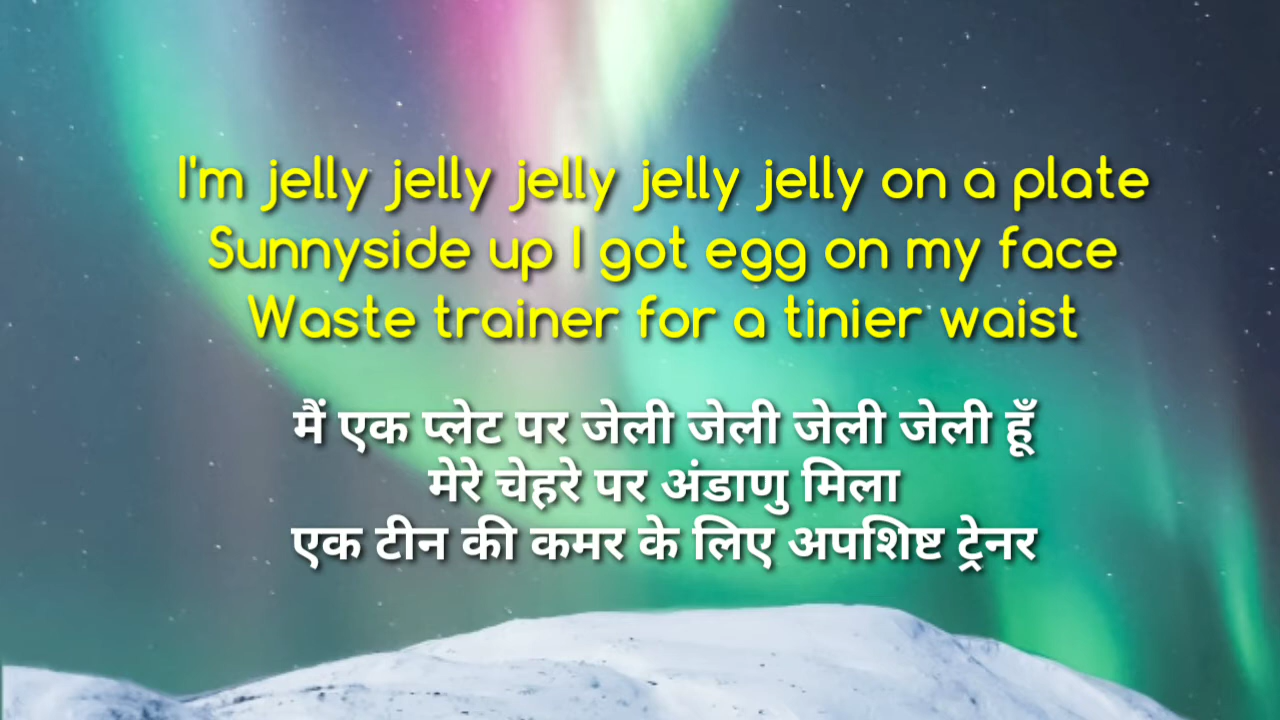 I'm jelly jelly jelly jelly jelly on a plate
Sunnyside up I got egg on my face
Waste trainer for a tinier waist
मैं एक प्लेट पर जेली जेली जेली जेली हूँ
मेरे चेहरे पर अंडाणु मिला
एक टीन की कमर के लिए अपशिष्ट ट्रेनर